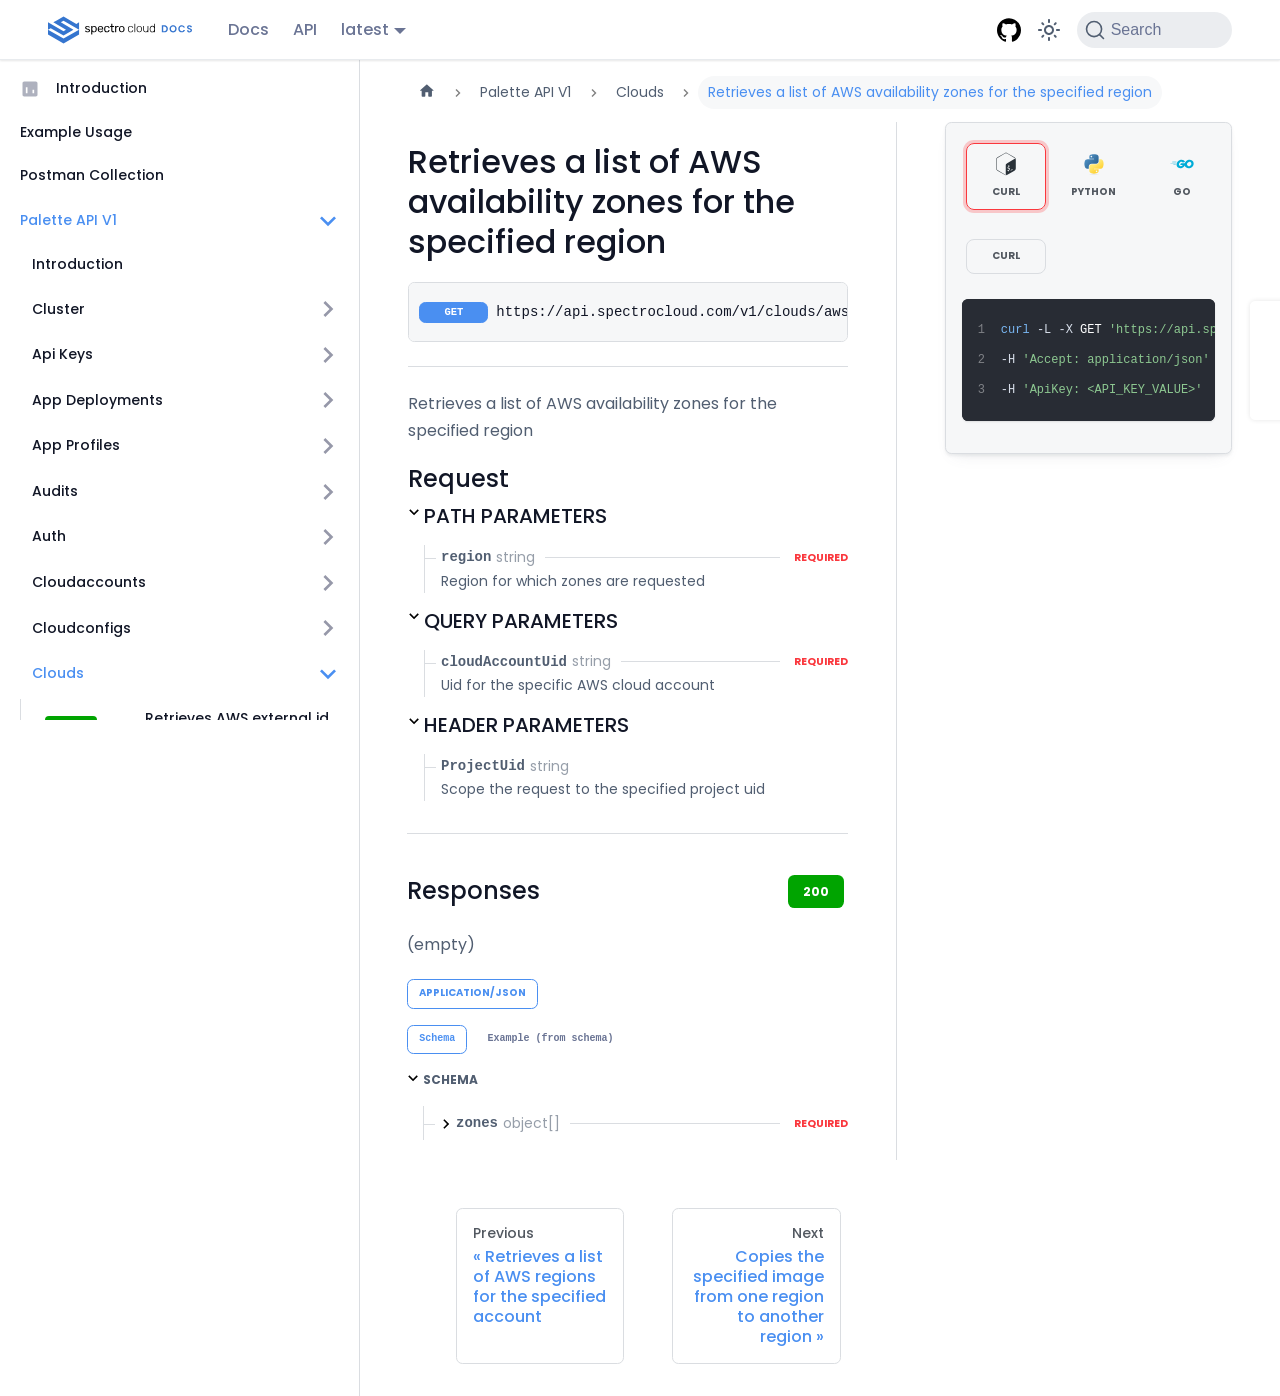 spectro cloud DOCS Docs API latest Search
Introduction
Example Usage
Postman Collection
Palette API V1
Introduction
Cluster
Api Keys
App Deployments
App Profiles
Audits
Auth
Cloudaccounts
Cloudconfigs
Clouds
Retrieves AWS external id
Palette API V1 Clouds Retrieves a list of AWS availability zones for the specified region
Retrieves a list of AWS
availability zones for the
specified region
GET https://api.spectrocloud.com/v1/clouds/aws
Retrieves a list of AWS availability zones for the
specified region
Request
PATH PARAMETERS
region string REQUIRED
Region for which zones are requested
QUERY PARAMETERS
cloudAccountUid string REQUIRED
Uid for the specific AWS cloud account
HEADER PARAMETERS
ProjectUid string
Scope the request to the specified project uid
Responses 200
(empty)
APPLICATION/JSON
Schema Example (from schema)
SCHEMA
zones object[] REQUIRED
Previous
« Retrieves a list
of AWS regions
for the specified
account
Next
Copies the
specified image
from one region
to another
region »
CURL PYTHON GO
CURL
1 curl -L -X GET 'https://api.sp
2 -H 'Accept: application/json'
3 -H 'ApiKey: <API_KEY_VALUE>'